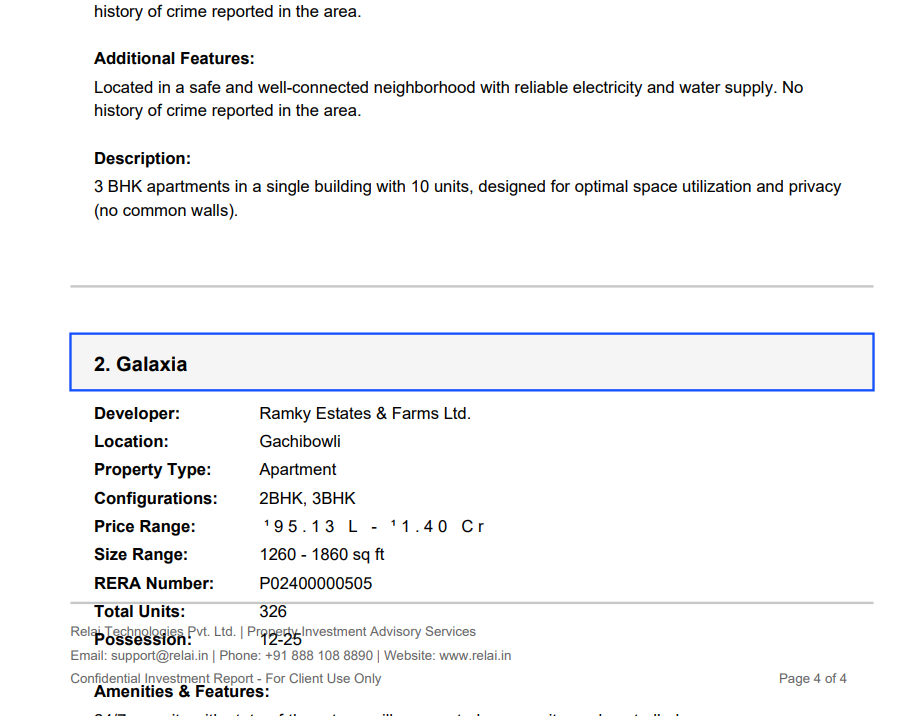 history of crime reported in the area.
Additional Features:
Located in a safe and well-connected neighborhood with reliable electricity and water supply. No
history of crime reported in the area.
Description:
3 BHK apartments in a single building with 10 units, designed for optimal space utilization and privacy
(no common walls).
2. Galaxia
Developer: Ramky Estates & Farms Ltd.
Location: Gachibowli
Property Type: Apartment
Configurations: 2BHK, 3BHK
Price Range: ¹95.13 L - ¹1.40 Cr
Size Range: 1260 - 1860 sq ft
RERA Number: P02400000505
Total Units: 326
Relai Technologies Pvt. Ltd. | Property Investment Advisory Services
Possession: 12-25
Email: support@relai.in | Phone: +91 888 108 8890 | Website: www.relai.in
Confidential Investment Report - For Client Use Only Page 4 of 4
Amenities & Features: